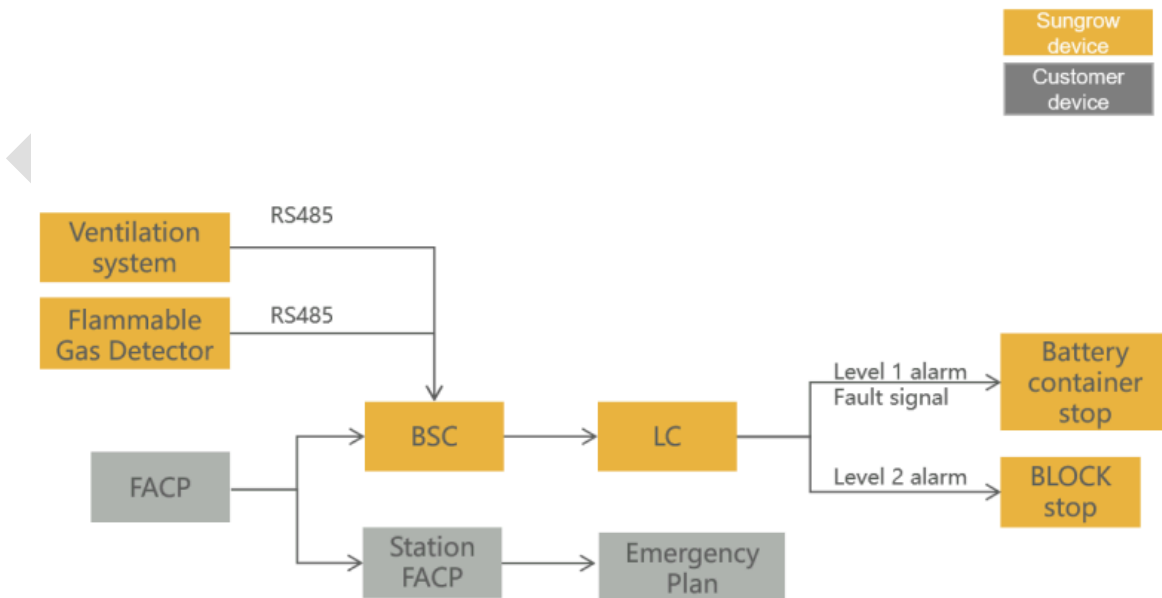 Sungrow
device
Customer
device
RS485
Ventilation
system
RS485
Flammable
Gas Detector
Level 1 alarm
Fault signal
Battery
container
stop
BSC
LC
FACP
Level 2 alarm
BLOCK
stop
Station
FACP
Emergency
Plan